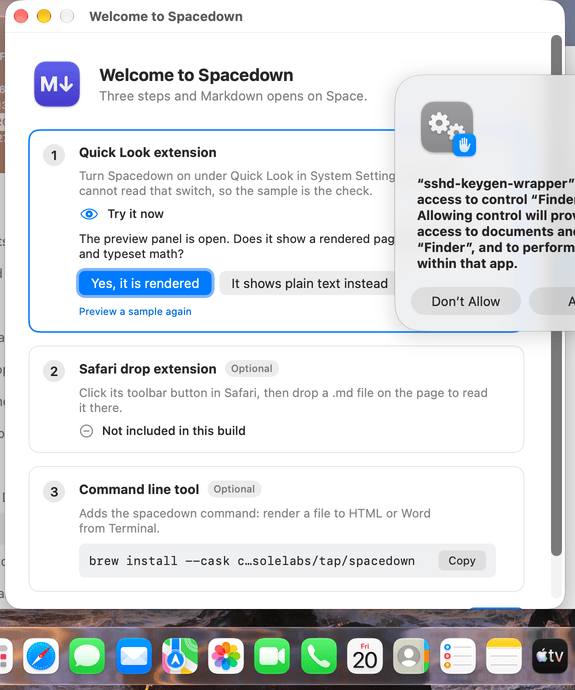 Welcome to Spacedown
M↓
Welcome to Spacedown
Three steps and Markdown opens on Space.
1
Quick Look extension
Turn Spacedown on under Quick Look in System
cannot read that switch, so the sample is the check.
Try it now
The preview panel is open. Does it show a rendered
and typeset math?
Yes, it is rendered
It shows plain text instead
Preview a sample again
“sshd-keygen-wrapper”
access to control “Finder
Allowing control will
access to documents
“Finder”, and to perform
within that app.
Don’t Allow
2
Safari drop extension
Optional
Click its toolbar button in Safari, then drop a .md file on the page to read
it there.
Not included in this build
3
Command line tool
Optional
Adds the spacedown command: render a file to HTML or Word
from Terminal.
brew install --cask c…solelabs/tap/spacedown
Copy
Fri
20
tv